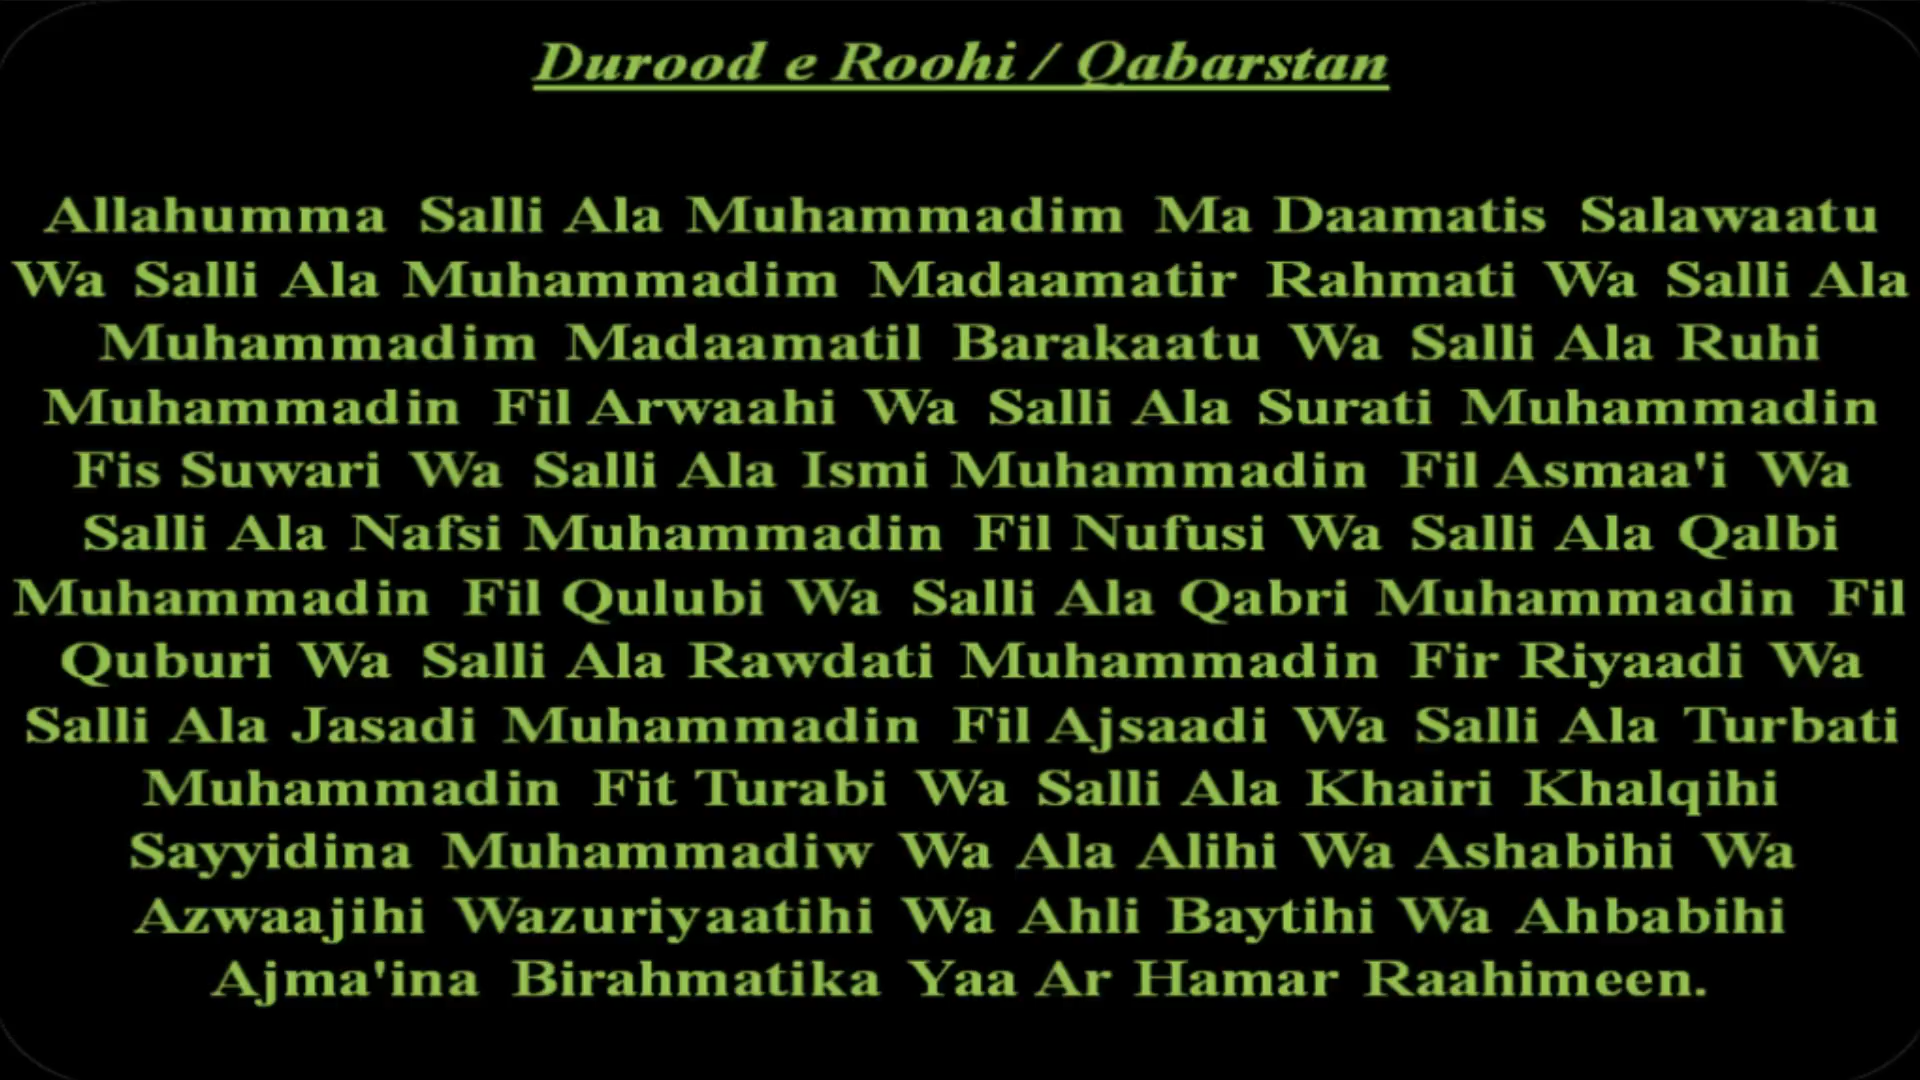 Durood e Roohi / Qabarstan
Allahumma Salli Ala Muhammadim Ma Daamatis Salawaatu
Wa Salli Ala Muhammadim Madaamatir Rahmati Wa Salli Ala
Muhammadim Madaamatil Barakaatu Wa Salli Ala Ruhi
Muhammadin Fil Arwaahi Wa Salli Ala Surati Muhammadin
Fis Suwari Wa Salli Ala Ismi Muhammadin Fil Asmaa'i Wa
Salli Ala Nafsi Muhammadin Fil Nufusi Wa Salli Ala Qalbi
Muhammadin Fil Qulubi Wa Salli Ala Qabri Muhammadin Fil
Quburi Wa Salli Ala Rawdati Muhammadin Fir Riyaadi Wa
Salli Ala Jasadi Muhammadin Fil Ajsaadi Wa Salli Ala Turbati
Muhammadin Fit Turabi Wa Salli Ala Khairi Khalqihi
Sayyidina Muhammadiw Wa Ala Alihi Wa Ashabihi Wa
Azwaajihi Wazuriyaatihi Wa Ahli Baytihi Wa Ahbabihi
Ajma'ina Birahmatika Yaa Ar Hamar Raahimeen.